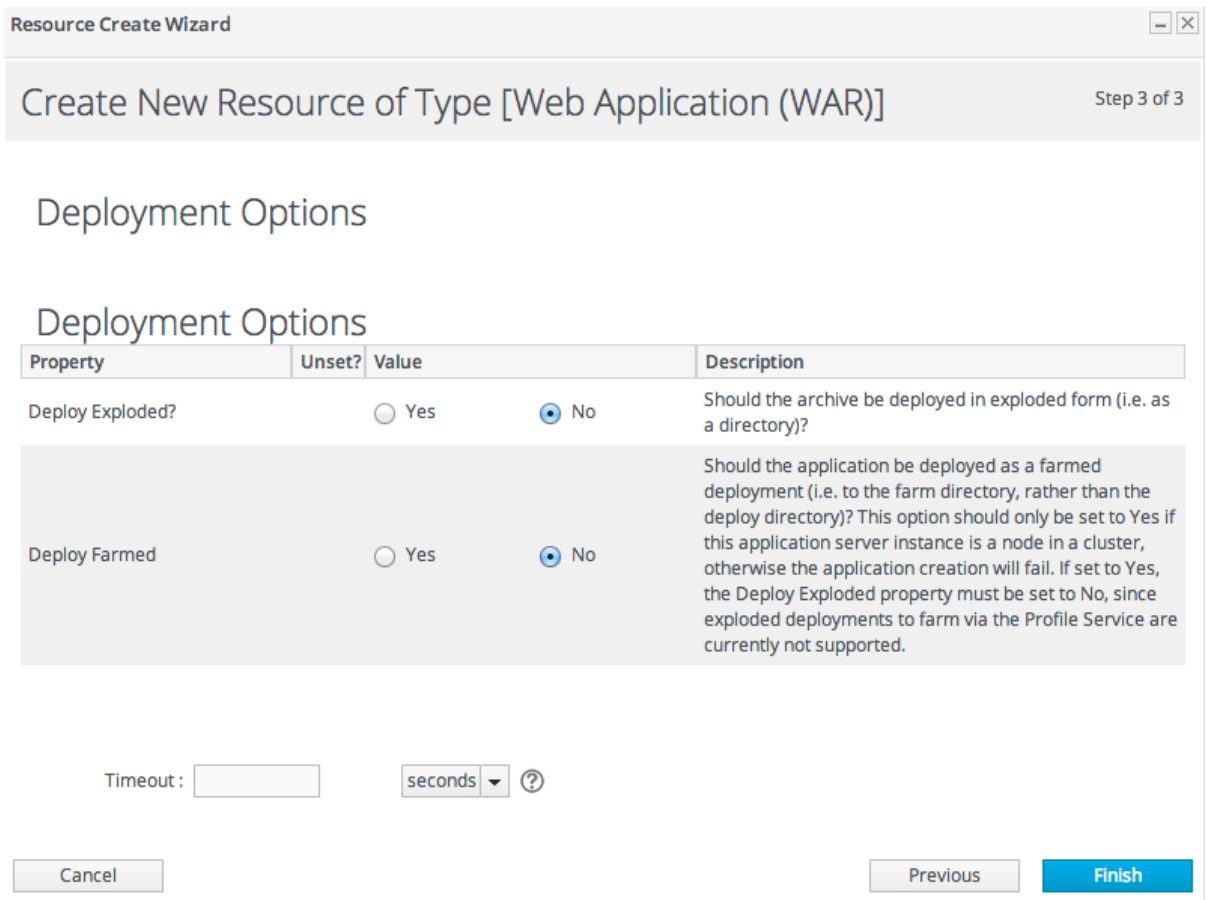 Resource Create Wizard
Create New Resource of Type [Web Application (WAR)]
Step 3 of 3
Deployment Options
Deployment Options
Property Unset? Value Description
Deploy Exploded? Yes No
Should the archive be deployed in exploded form (i.e. as
a directory)?
Deploy Farmed Yes No
Should the application be deployed as a farmed
deployment (i.e. to the farm directory, rather than the
deploy directory)? This option should only be set to Yes if
this application server instance is a node in a cluster,
otherwise the application creation will fail. If set to Yes,
the Deploy Exploded property must be set to No, since
exploded deployments to farm via the Profile Service are
currently not supported.
Timeout : seconds ?
Cancel Previous Finish